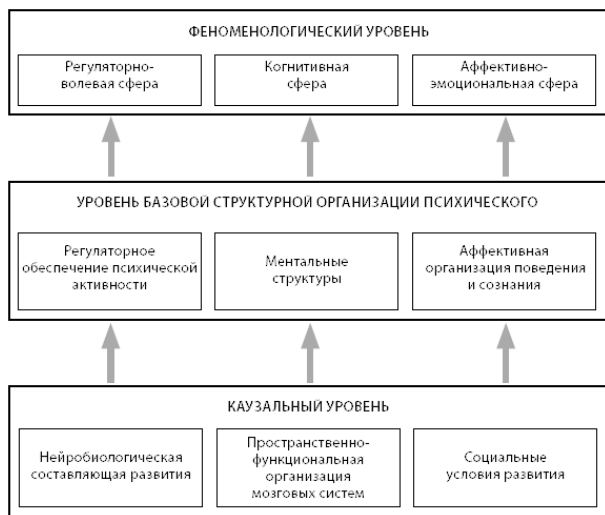 ФЕНОМЕНОЛОГИЧЕСКИЙ УРОВЕНЬ
Регуляторно-
волевая сфера
Когнитивная
сфера
Аффективно-
эмоциональная сфера
УРОВЕНЬ БАЗОВОЙ СТРУКТУРНОЙ ОРГАНИЗАЦИИ ПСИХИЧЕСКОГО
Регуляторное
обеспечение психической
активности
Ментальные
структуры
Аффективная
организация поведения
и сознания
КАУЗАЛЬНЫЙ УРОВЕНЬ
Нейробиологическая
составляющая развития
Пространственно-
функциональная
организация
мозговых систем
Социальные
условия развития